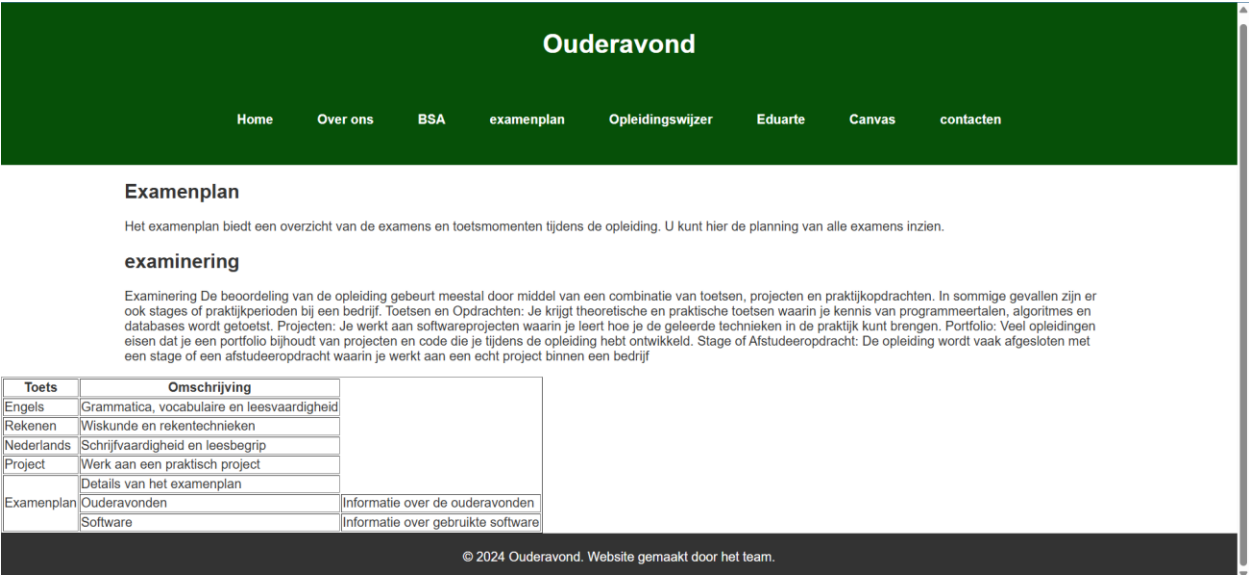 Ouderavond
Home Over ons BSA examenplan Opleidingswijzer Eduarte Canvas contacten
Examenplan
Het examenplan biedt een overzicht van de examens en toetsmomenten tijdens de opleiding. U kunt hier de planning van alle examens inzien.
examinering
Examinering De beoordeling van de opleiding gebeurt meestal door middel van een combinatie van toetsen, projecten en praktijkopdrachten. In sommige gevallen zijn er
ook stages of praktijkperioden bij een bedrijf. Toetsen en Opdrachten: Je krijgt theoretische en praktische toetsen waarin je kennis van programmeertalen, algoritmes en
databases wordt getoetst. Projecten: Je werkt aan softwareprojecten waarin je leert hoe je de geleerde technieken in de praktijk kunt brengen. Portfolio: Veel opleidingen
eisen dat je een portfolio bijhoudt van projecten en code die je tijdens de opleiding hebt ontwikkeld. Stage of Afstudeeropdracht: De opleiding wordt vaak afgesloten met
een stage of een afstudeeropdracht waarin je werkt aan een echt project binnen een bedrijf
Toets Omschrijving
Engels Grammatica, vocabulaire en leesvaardigheid
Rekenen Wiskunde en rekentechnieken
Nederlands Schrijfvaardigheid en leesbegrip
Project Werk aan een praktisch project
Details van het examenplan
Examenplan Ouderavonden Informatie over de ouderavonden
Software Informatie over gebruikte software
© 2024 Ouderavond. Website gemaakt door het team.